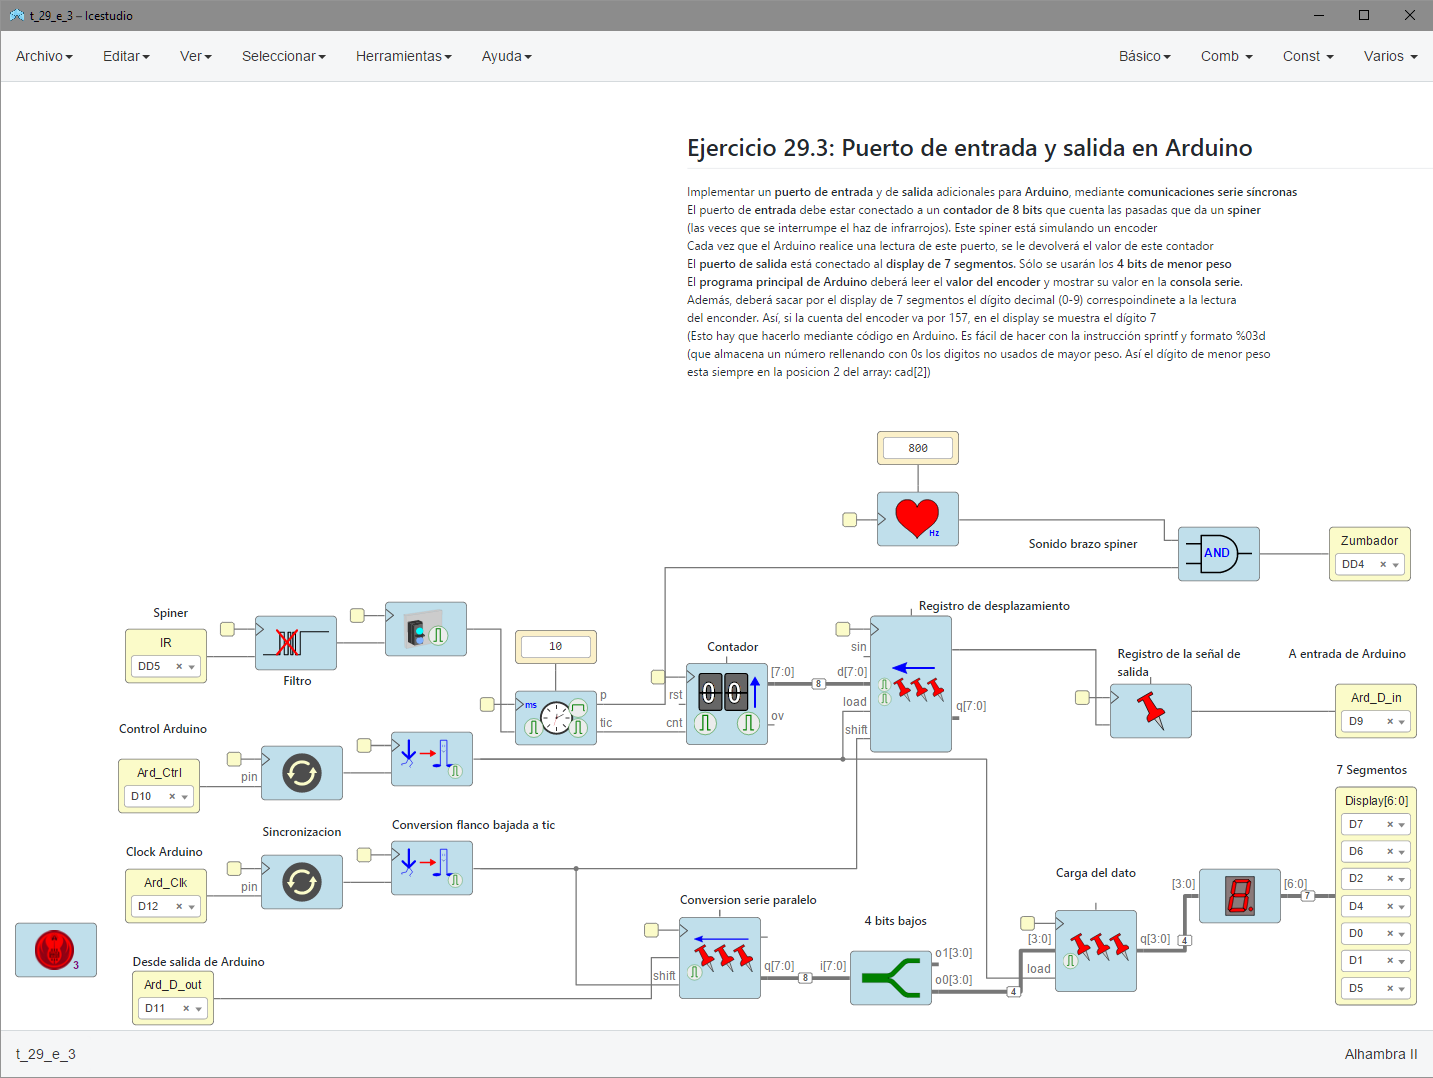 t_29_e_3 – Icestudio
Archivo Editar Ver Seleccionar Herramientas Ayuda Básico Comb Const Varios
Ejercicio 29.3: Puerto de entrada y salida en Arduino
Implementar un puerto de entrada y de salida adicionales para Arduino, mediante comunicaciones serie síncronas
El puerto de entrada debe estar conectado a un contador de 8 bits que cuenta las pasadas que da un spiner
(las veces que se interrumpe el haz de infrarrojos). Este spiner está simulando un encoder
Cada vez que el Arduino realice una lectura de este puerto, se le devolverá el valor de este contador
El puerto de salida está conectado al display de 7 segmentos. Sólo se usarán los 4 bits de menor peso
El programa principal de Arduino deberá leer el valor del encoder y mostrar su valor en la consola serie.
Además, deberá sacar por el display de 7 segmentos el dígito decimal (0-9) correspoindinete a la lectura
del enconder. Así, si la cuenta del encoder va por 157, en el display se muestra el dígito 7
(Esto hay que hacerlo mediante código en Arduino. Es fácil de hacer con la instrucción sprintf y formato %03d
(que almacena un número rellenando con 0s los digitos no usados de mayor peso. Así el dígito de menor peso
esta siempre en la posicion 2 del array: cad[2])
800
Hz
Sonido brazo spiner
AND
Zumbador
DD4 ×
Spiner
IR
DD5 ×
Filtro
10
ms
p
tic
Contador
rst
cnt
0 0
[7:0]
ov
8
Registro de desplazamiento
sin
d[7:0]
load
shift
q[7:0]
Registro de la señal de
salida
A entrada de Arduino
Ard_D_in
D9 ×
Control Arduino
Ard_Ctrl
D10 ×
pin
Sincronizacion
Conversion flanco bajada a tic
Clock Arduino
Ard_Clk
D12 ×
pin
7 Segmentos
Display[6:0]
D7 ×
D6 ×
D2 ×
D4 ×
D0 ×
D1 ×
D5 ×
3
Desde salida de Arduino
Ard_D_out
D11 ×
Conversion serie paralelo
shift
q[7:0]
8
4 bits bajos
i[7:0]
o1[3:0]
o0[3:0]
4
Carga del dato
[3:0]
load
q[3:0]
4
[3:0]
8.
[6:0]
7
t_29_e_3
Alhambra II